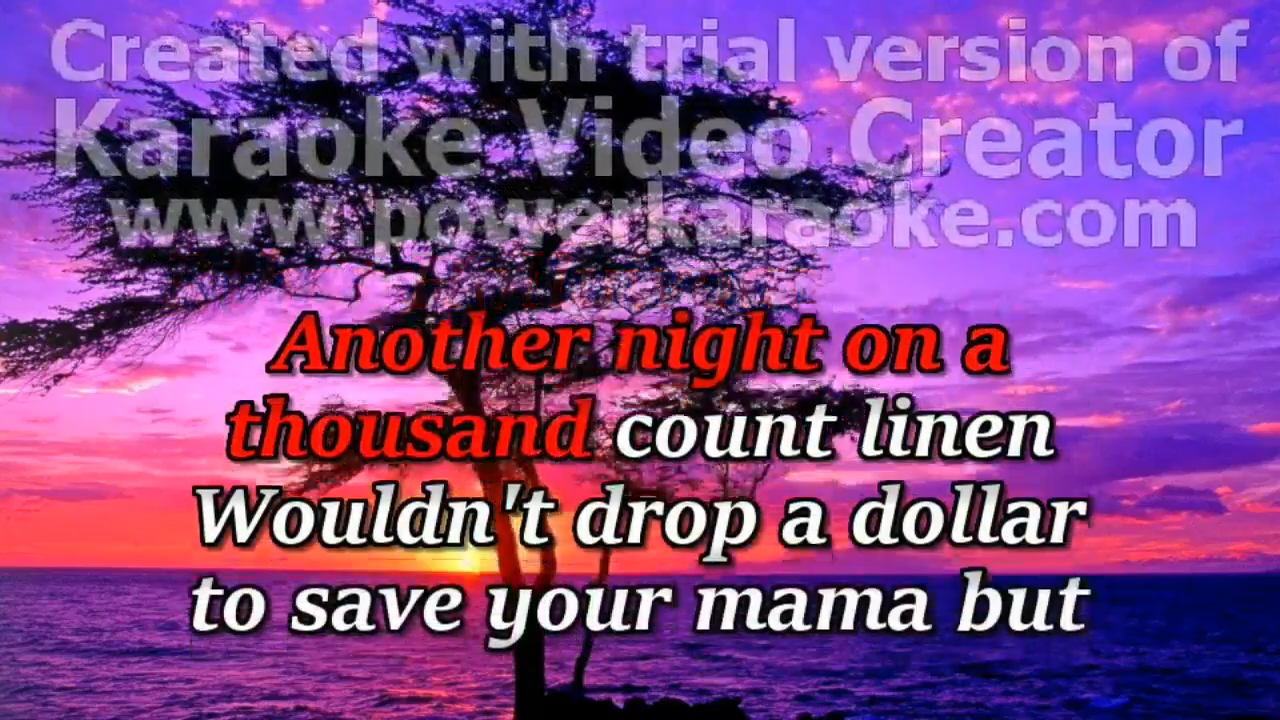 Created with trial version of
Karaoke Video Creator
www.powerkaraoke.com
Another night on a
thousand count linen
Wouldn't drop a dollar
to save your mama but